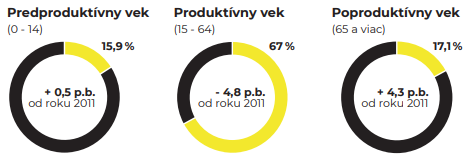 Predproduktívny vek
(0 - 14)
15,9 %
+ 0,5 p.b.
od roku 2011
Produktívny vek
(15 - 64)
67 %
- 4,8 p.b.
od roku 2011
Poproduktívny vek
(65 a viac)
17,1 %
+ 4,3 p.b.
od roku 2011